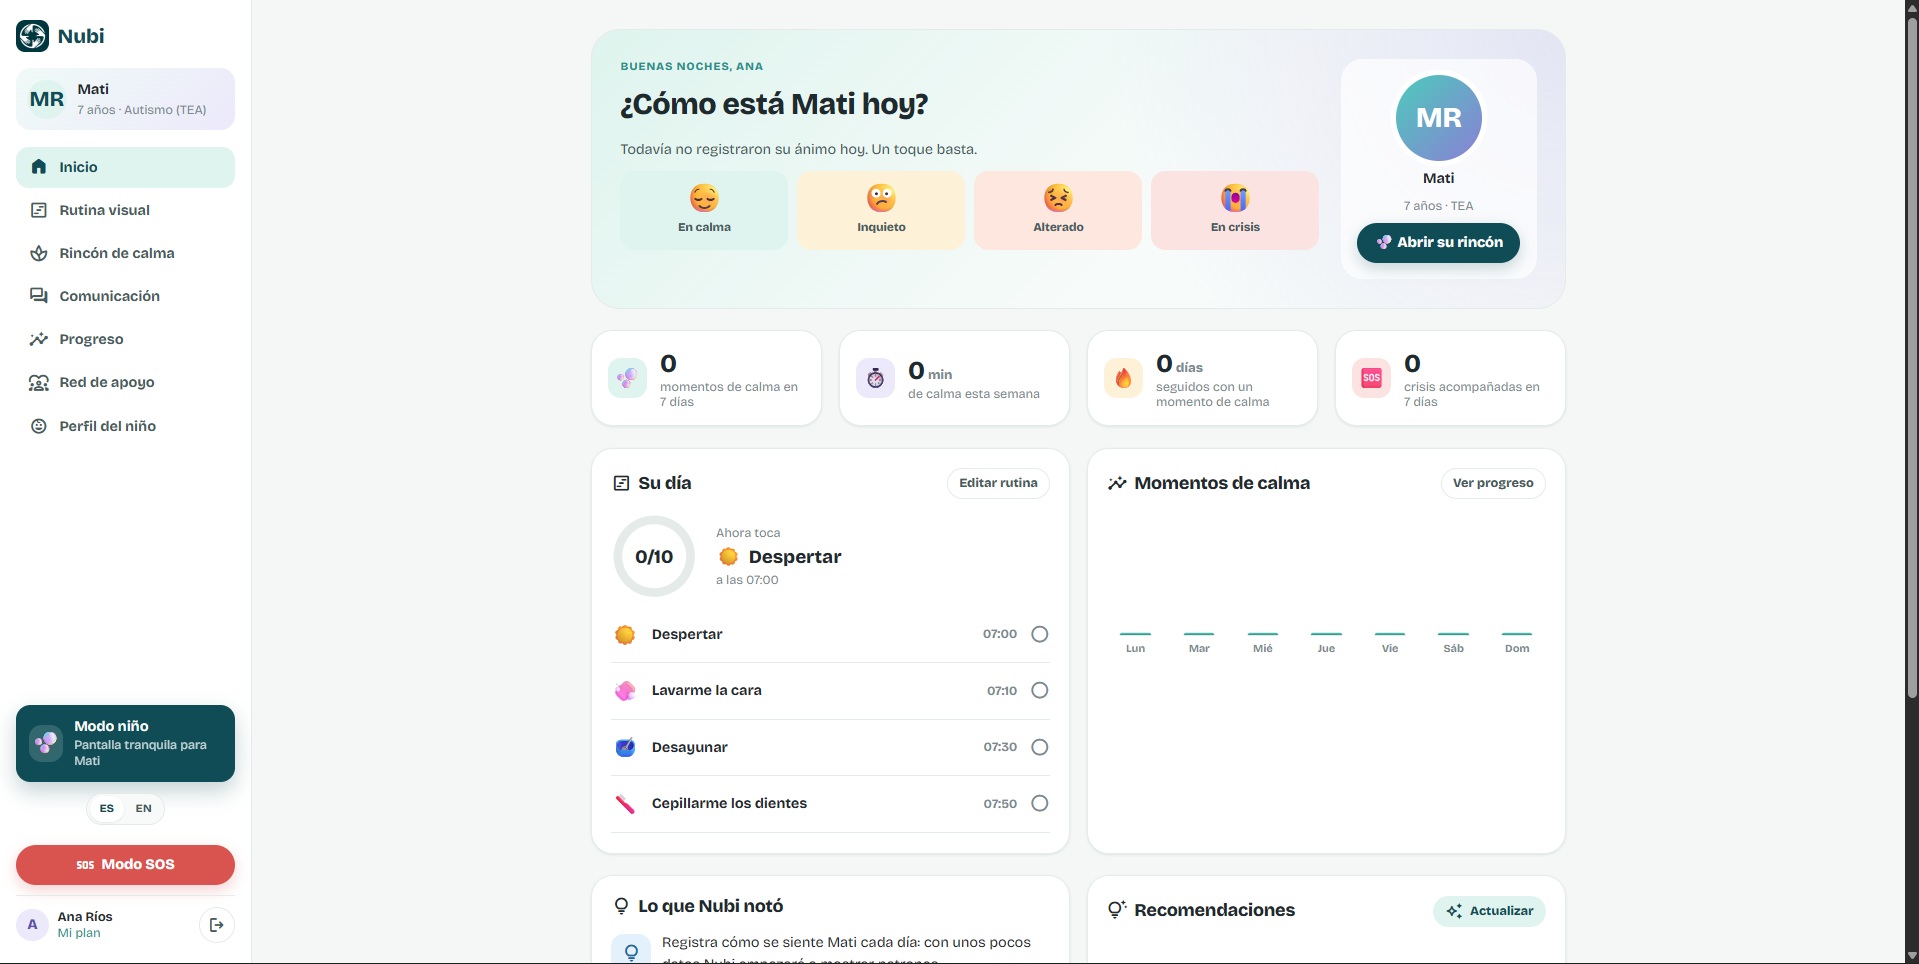 Nubi
MR
Mati
7 años · Autismo (TEA)
Inicio
Rutina visual
Rincón de calma
Comunicación
Progreso
Red de apoyo
Perfil del niño
Modo niño
Pantalla tranquila para
Mati
ES EN
SOS Modo SOS
A
Ana Ríos
Mi plan
BUENAS NOCHES, ANA
¿Cómo está Mati hoy?
Todavía no registraron su ánimo hoy. Un toque basta.
En calma
Inquieto
Alterado
En crisis
MR
Mati
7 años · TEA
Abrir su rincón
0
momentos de calma en
7 días
0 min
de calma esta semana
0 días
seguidos con un
momento de calma
SOS
0
crisis acompañadas en
7 días
Su día
Editar rutina
0/10
Ahora toca
Despertar
a las 07:00
Despertar 07:00
Lavarme la cara 07:10
Desayunar 07:30
Cepillarme los dientes 07:50
Momentos de calma
Ver progreso
Lun Mar Mié Jue Vie Sáb Dom
Lo que Nubi notó
Registra cómo se siente Mati cada día: con unos pocos
datos Nubi empezará a mostrar patrones.
Recomendaciones
Actualizar